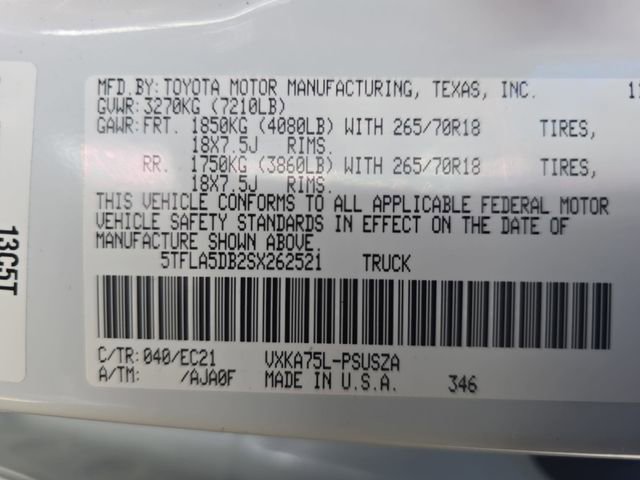 MFD.BY: TOYOTA MOTOR MANUFACTURING, TEXAS, INC. 11
GVWR: 3270KG (7210LB)
GAWR: FRT. 1850KG (4080LB) WITH 265/70R18 TIRES,
18X7.5J RIMS.
RR. 1750KG (3860LB) WITH 265/70R18 TIRES,
18X7.5J RIMS.
THIS VEHICLE CONFORMS TO ALL APPLICABLE FEDERAL MOTOR
VEHICLE SAFETY STANDARDS IN EFFECT ON THE DATE OF
MANUFACTURE SHOWN ABOVE.
5TFLA5DB2SX262521 TRUCK
C/TR: 040/EC21 VXKA75L-PSUSZA
A/TM: /AJA0F MADE IN U.S.A. 346
13C5T